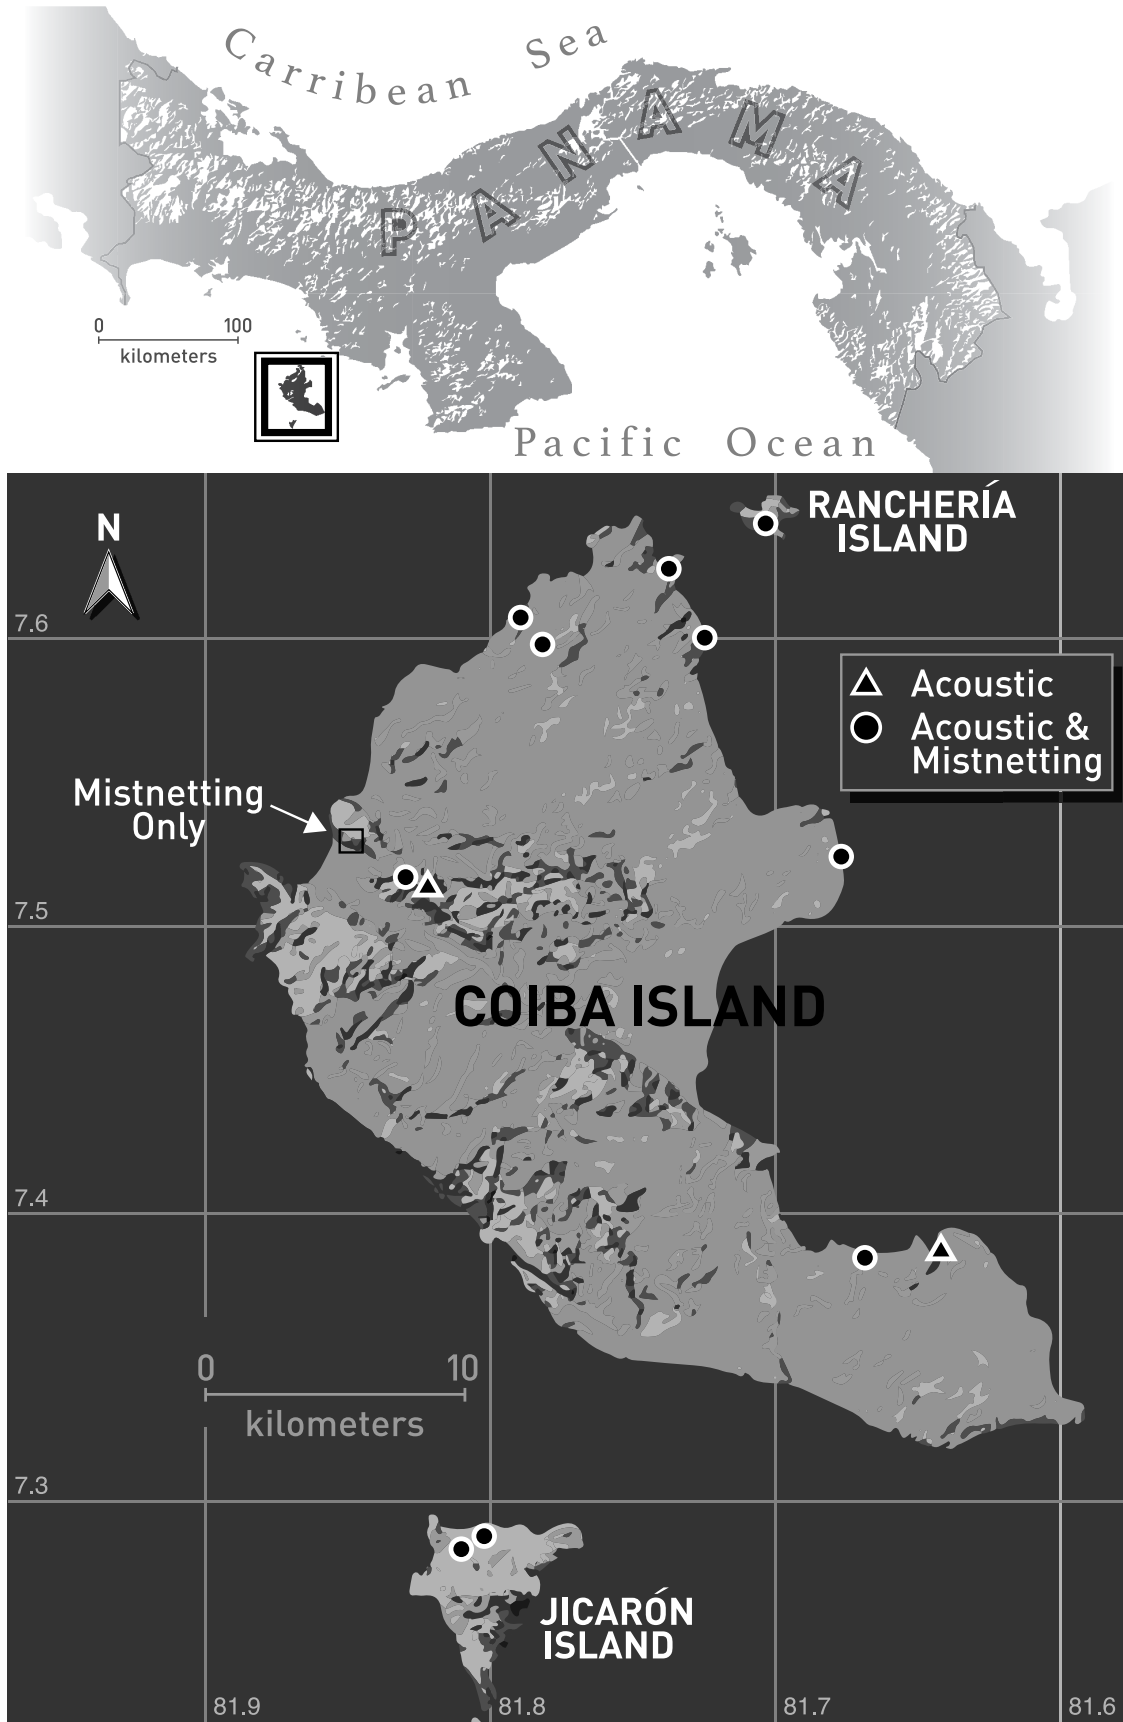 Carribean Sea
PANAMA
0 100
kilometers
Pacific Ocean
N
RANCHERÍA
ISLAND
7.6
Acoustic
Acoustic &
Mistnetting
Mistnetting
Only
7.5
COIBA ISLAND
7.4
0 10
kilometers
7.3
JICARÓN
ISLAND
81.9 81.8 81.7 81.6